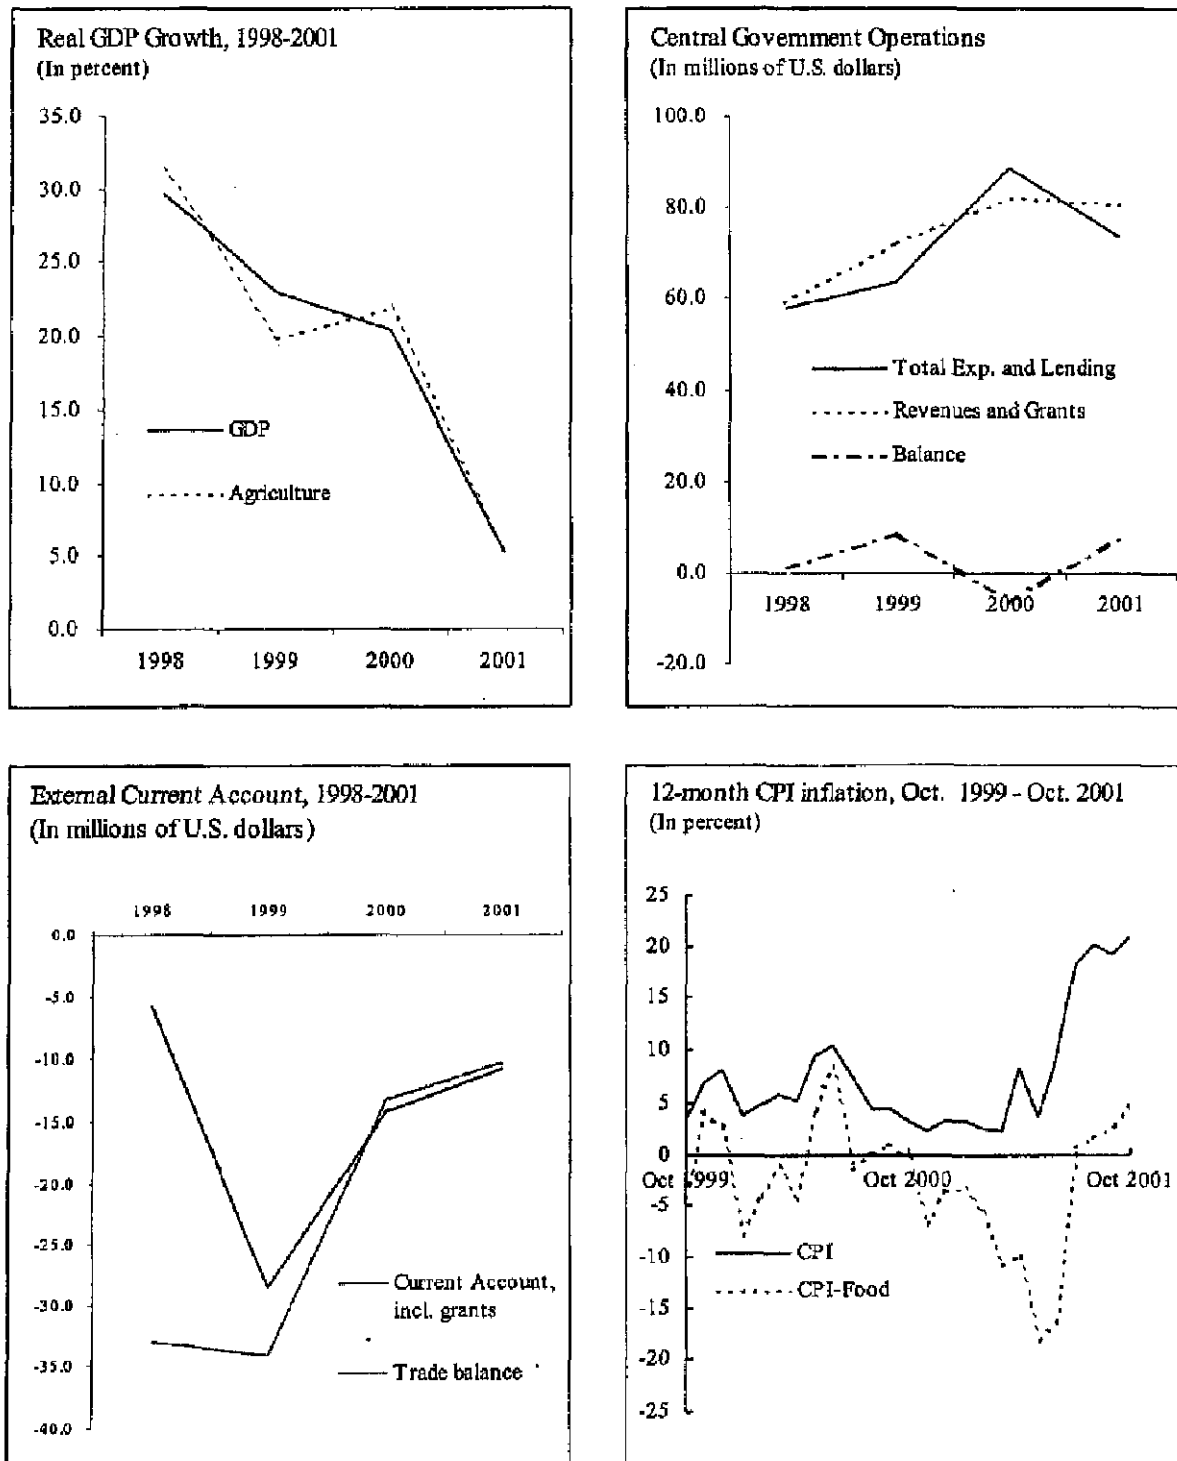 Real GDP Growth, 1998-2001
(In percent)
35.0
30.0
25.0
20.0
15.0
10.0
5.0
0.0
GDP
Agriculture
1998 1999 2000 2001
Central Government Operations
(In millions of U.S. dollars)
100.0
80.0
60.0
40.0
20.0
0.0
-20.0
Total Exp. and Lending
Revenues and Grants
Balance
1998 1999 2000 2001
External Current Account, 1998-2001
(In millions of U.S. dollars)
1998 1999 2000 2001
0.0
-5.0
-10.0
-15.0
-20.0
-25.0
-30.0
-35.0
-40.0
Current Account,
incl. grants
Trade balance
12-month CPI inflation, Oct. 1999 - Oct. 2001
(In percent)
25
20
15
10
5
0
-5
-10
-15
-20
-25
Oct 1999 Oct 2000 Oct 2001
CPI
CPI-Food